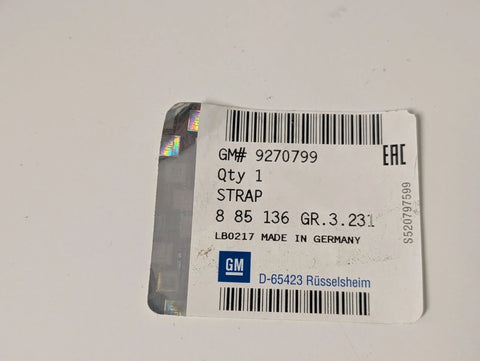 GM# 9270799
EAC
Qty 1
STRAP
8 85 136 GR.3.231
LB0217 MADE IN GERMANY
S520797599
GM
D-65423 Rüsselsheim